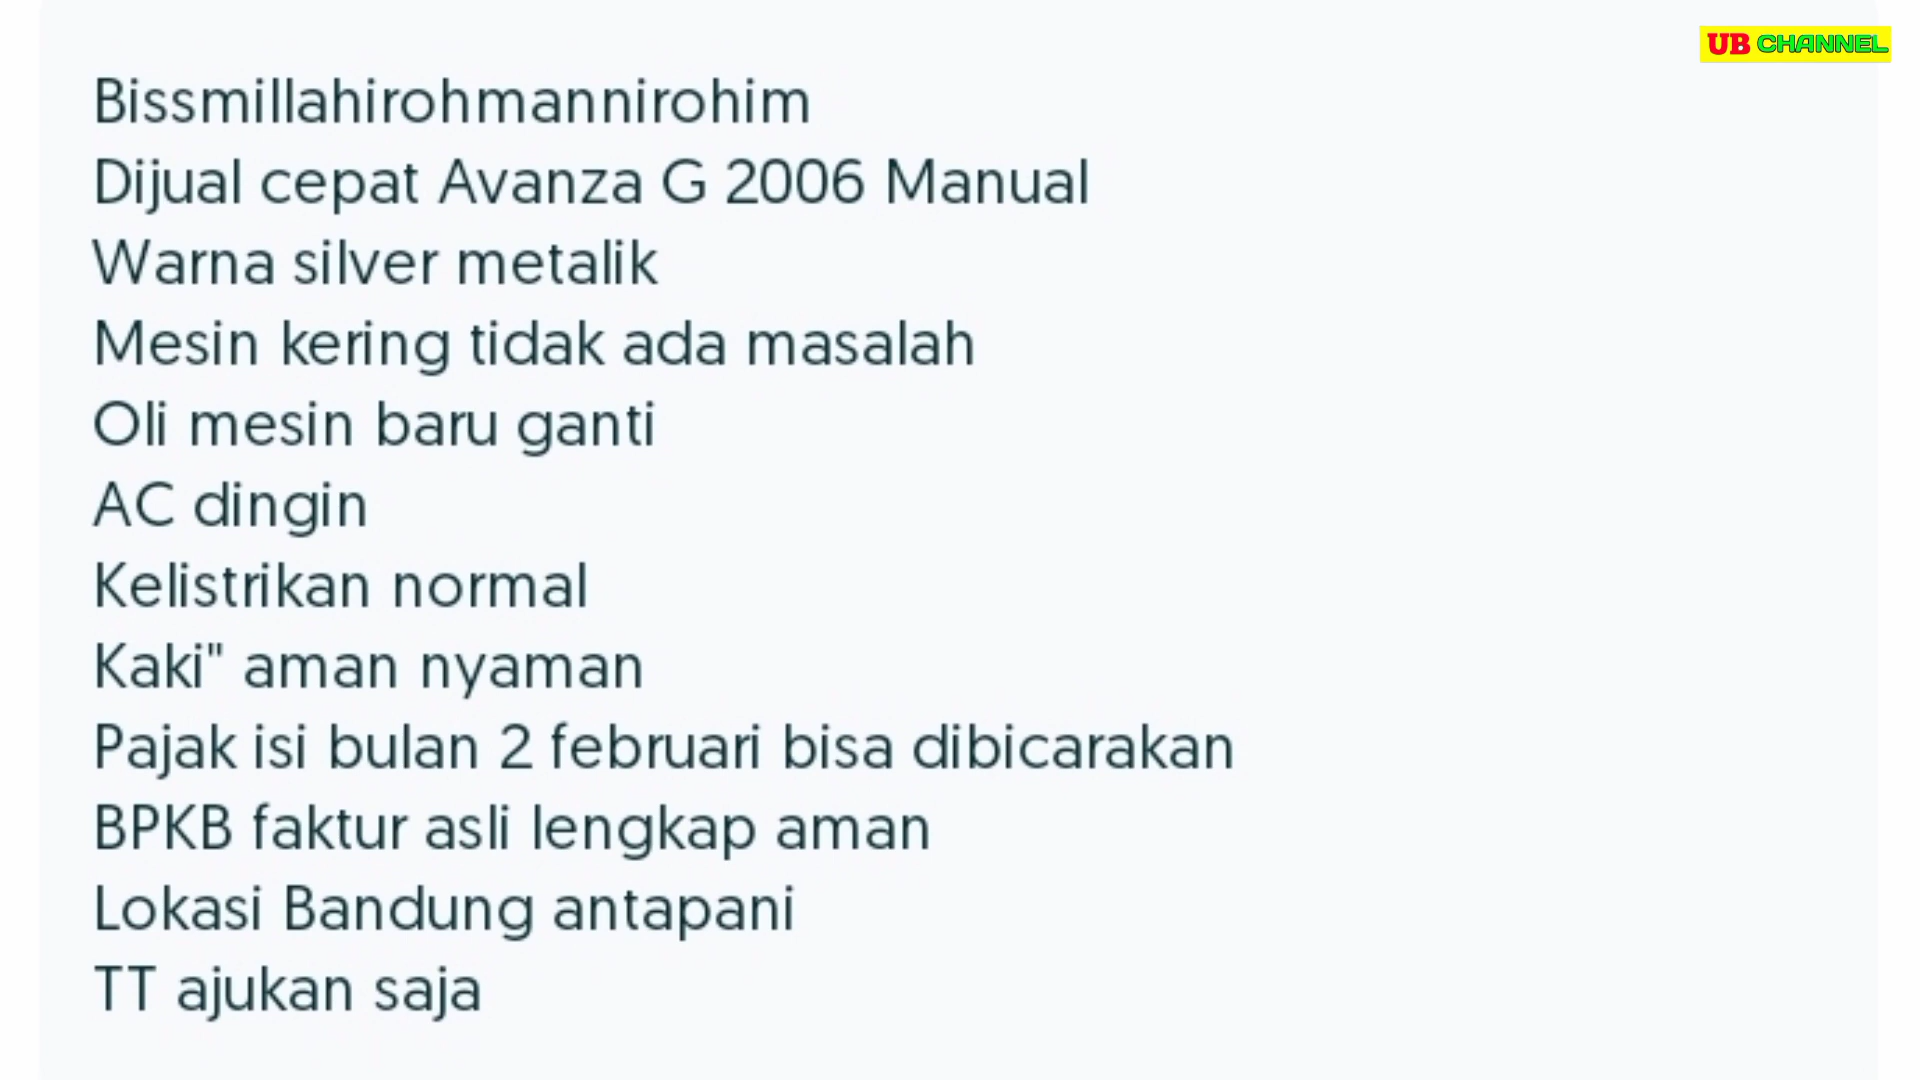 UB CHANNEL
Bissmillahirohmannirohim
Dijual cepat Avanza G 2006 Manual
Warna silver metalik
Mesin kering tidak ada masalah
Oli mesin baru ganti
AC dingin
Kelistrikan normal
Kaki" aman nyaman
Pajak isi bulan 2 februari bisa dibicarakan
BPKB faktur asli lengkap aman
Lokasi Bandung antapani
TT ajukan saja